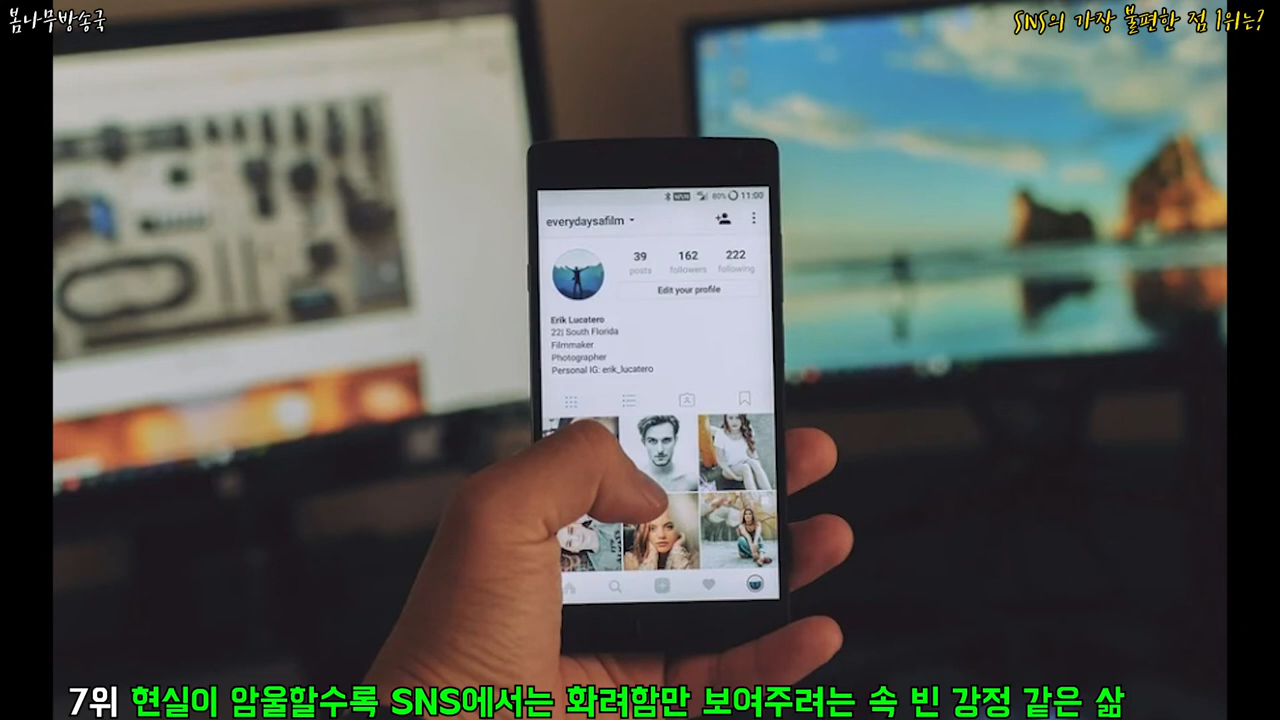 봄나무방송국
SNS의 가장 불편한 점 1위는?
80% 11:00
everydaysafilm
39 162 222
posts followers following
Edit your profile
Erik Lucatero
22| South Florida
Filmmaker
Photographer
Personal IG: erik_lucatero
7위 현실이 암울할수록 SNS에서는 화려함만 보여주려는 속 빈 강정 같은 삶